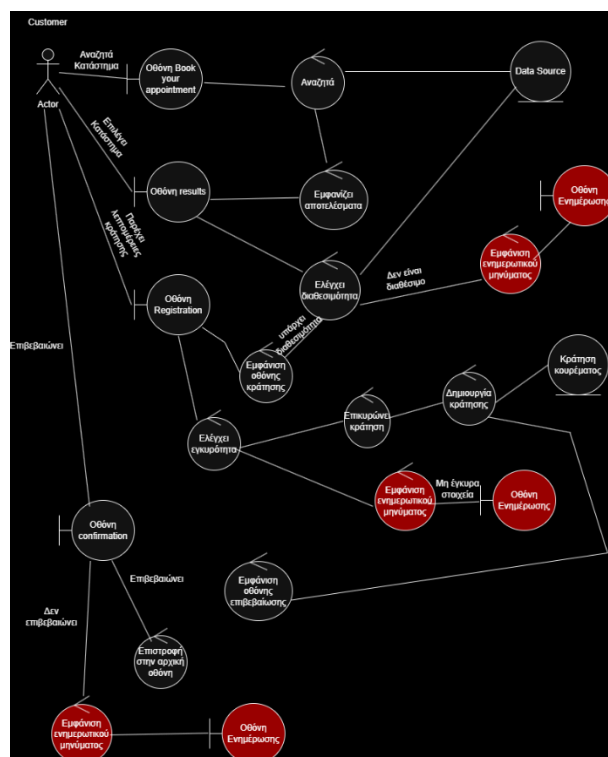 Customer
Αναζητά
Κατάστημα
Οθόνη Book
your
appointment
Αναζητά
Data Source
Actor
Επιλέγει
Κατάστημα
Οθόνη results
Εμφανίζει
αποτελέσματα
Οθόνη
Ενημέρωσης
Παρέχει
λεπτομέρειες
κράτησης
Εμφάνιση
ενημερωτικού
μηνύματος
Ελέγχει
διαθεσιμότητα
Δεν είναι
διαθέσιμο
Οθόνη
Registration
υπάρχει
διαθεσιμότητα
Επιβεβαιώνει
Εμφάνιση
οθόνης
κράτησης
Κράτηση
κουρέματος
Δημιουργία
κράτησης
Επικυρώνει
κράτηση
Ελέγχει
εγκυρότητα
Εμφάνιση
ενημερωτικού
μηνύματος
Μη έγκυρα
στοιχεία
Οθόνη
Ενημέρωσης
Οθόνη
confirmation
Εμφάνιση
οθόνης
επιβεβαίωσης
Επιβεβαιώνει
Δεν
επιβεβαιώνει
Επιστροφή
στην αρχική
οθόνη
Εμφάνιση
ενημερωτικού
μηνύματος
Οθόνη
Ενημέρωσης